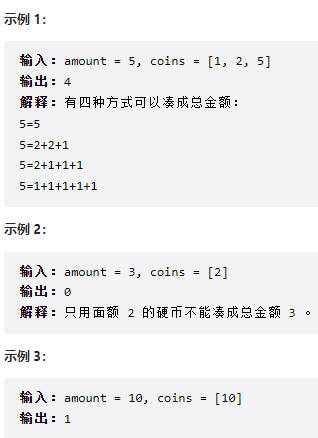 示例 1：
输入：amount = 5, coins = [1, 2, 5]
输出：4
解释：有四种方式可以凑成总金额：
5=5
5=2+2+1
5=2+1+1+1
5=1+1+1+1+1
示例 2：
输入：amount = 3, coins = [2]
输出：0
解释：只用面额 2 的硬币不能凑成总金额 3 。
示例 3：
输入：amount = 10, coins = [10]
输出：1